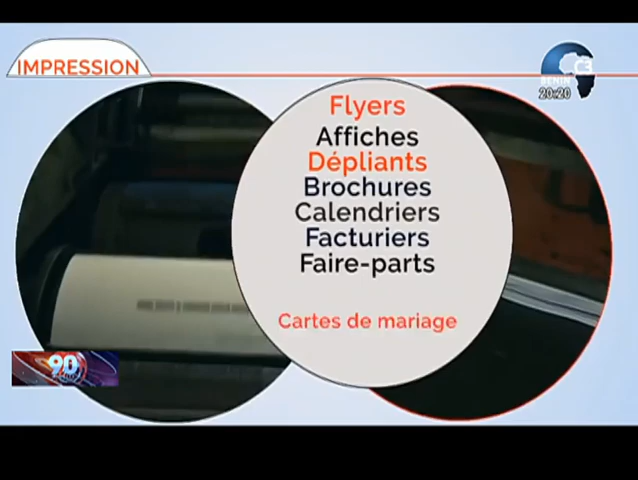 IMPRESSION
BENIN
20:20
Flyers
Affiches
Dépliants
Brochures
Calendriers
Facturiers
Faire-parts
Cartes de mariage
90